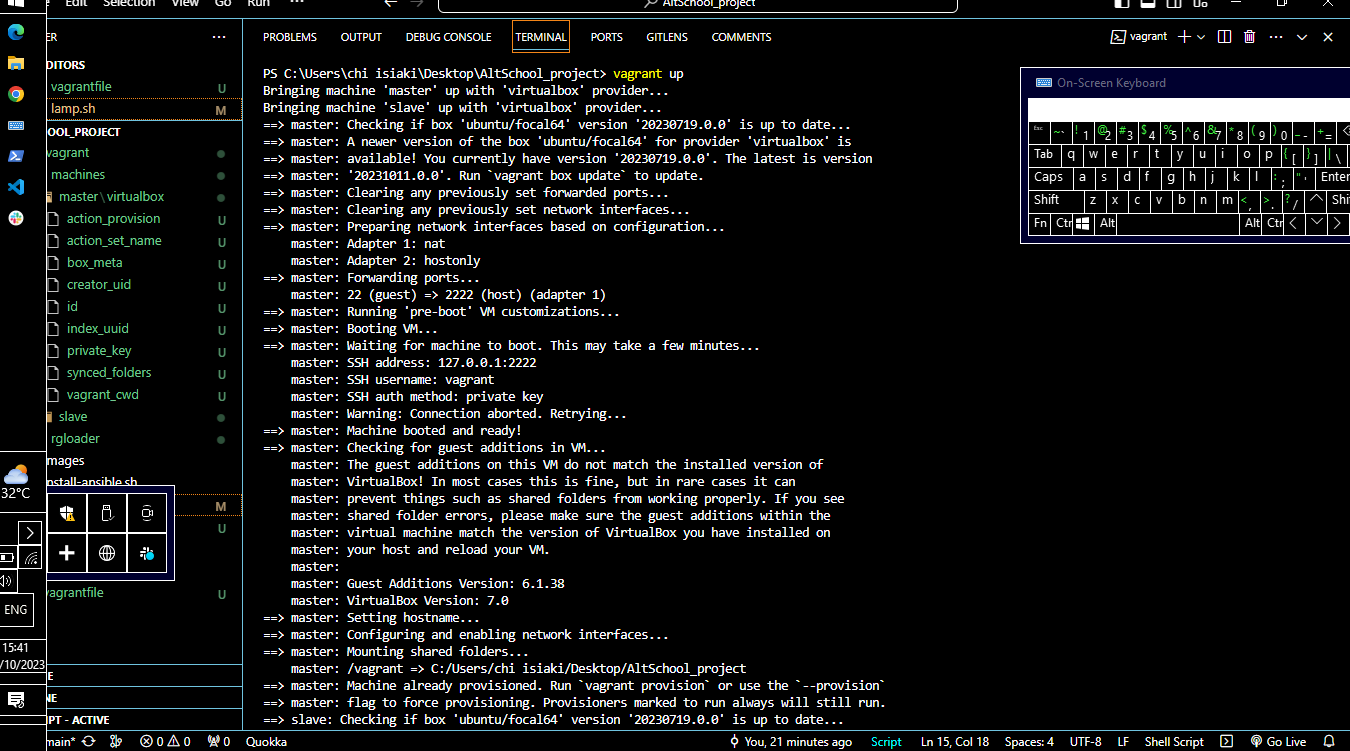 Edit Selection View Go Run ···
AltSchool_project
ER ···
DITORS
vagrantfile U
lamp.sh M
OOL_PROJECT
vagrant
machines
master\virtualbox
action_provision U
action_set_name U
box_meta U
creator_uid U
id U
index_uuid U
private_key U
synced_folders U
vagrant_cwd U
slave
rgloader
mages
nstall-ansible.sh
M
U
vagrantfile U
E
NE
IPT - ACTIVE
32°C
ENG
15:41
/10/2023
PROBLEMS OUTPUT DEBUG CONSOLE TERMINAL PORTS GITLENS COMMENTS
vagrant
PS C:\Users\chi isiaki\Desktop\AltSchool_project> vagrant up
Bringing machine 'master' up with 'virtualbox' provider...
Bringing machine 'slave' up with 'virtualbox' provider...
==> master: Checking if box 'ubuntu/focal64' version '20230719.0.0' is up to date...
==> master: A newer version of the box 'ubuntu/focal64' for provider 'virtualbox' is
==> master: available! You currently have version '20230719.0.0'. The latest is version
==> master: '20231011.0.0'. Run `vagrant box update` to update.
==> master: Clearing any previously set forwarded ports...
==> master: Clearing any previously set network interfaces...
==> master: Preparing network interfaces based on configuration...
master: Adapter 1: nat
master: Adapter 2: hostonly
==> master: Forwarding ports...
master: 22 (guest) => 2222 (host) (adapter 1)
==> master: Running 'pre-boot' VM customizations...
==> master: Booting VM...
==> master: Waiting for machine to boot. This may take a few minutes...
master: SSH address: 127.0.0.1:2222
master: SSH username: vagrant
master: SSH auth method: private key
master: Warning: Connection aborted. Retrying...
==> master: Machine booted and ready!
==> master: Checking for guest additions in VM...
master: The guest additions on this VM do not match the installed version of
master: VirtualBox! In most cases this is fine, but in rare cases it can
master: prevent things such as shared folders from working properly. If you see
master: shared folder errors, please make sure the guest additions within the
master: virtual machine match the version of VirtualBox you have installed on
master: your host and reload your VM.
master:
master: Guest Additions Version: 6.1.38
master: VirtualBox Version: 7.0
==> master: Setting hostname...
==> master: Configuring and enabling network interfaces...
==> master: Mounting shared folders...
master: /vagrant => C:/Users/chi isiaki/Desktop/AltSchool_project
==> master: Machine already provisioned. Run `vagrant provision` or use the `--provision`
==> master: flag to force provisioning. Provisioners marked to run always will still run.
==> slave: Checking if box 'ubuntu/focal64' version '20230719.0.0' is up to date...
On-Screen Keyboard
Esc ~` ! 1 @ 2 # 3 $ 4 % 5 ^ 6 & 7 * 8 ( 9 ) 0 _ - + =
Tab q w e r t y u i o p { [ } ] | \
Caps a s d f g h j k l : ; " ' Enter
Shift z x c v b n m < , > . ? / Shi
Fn Ctr Alt Alt Ctr
main* 0 0 0 Quokka You, 21 minutes ago Script Ln 15, Col 18 Spaces: 4 UTF-8 LF Shell Script Go Live